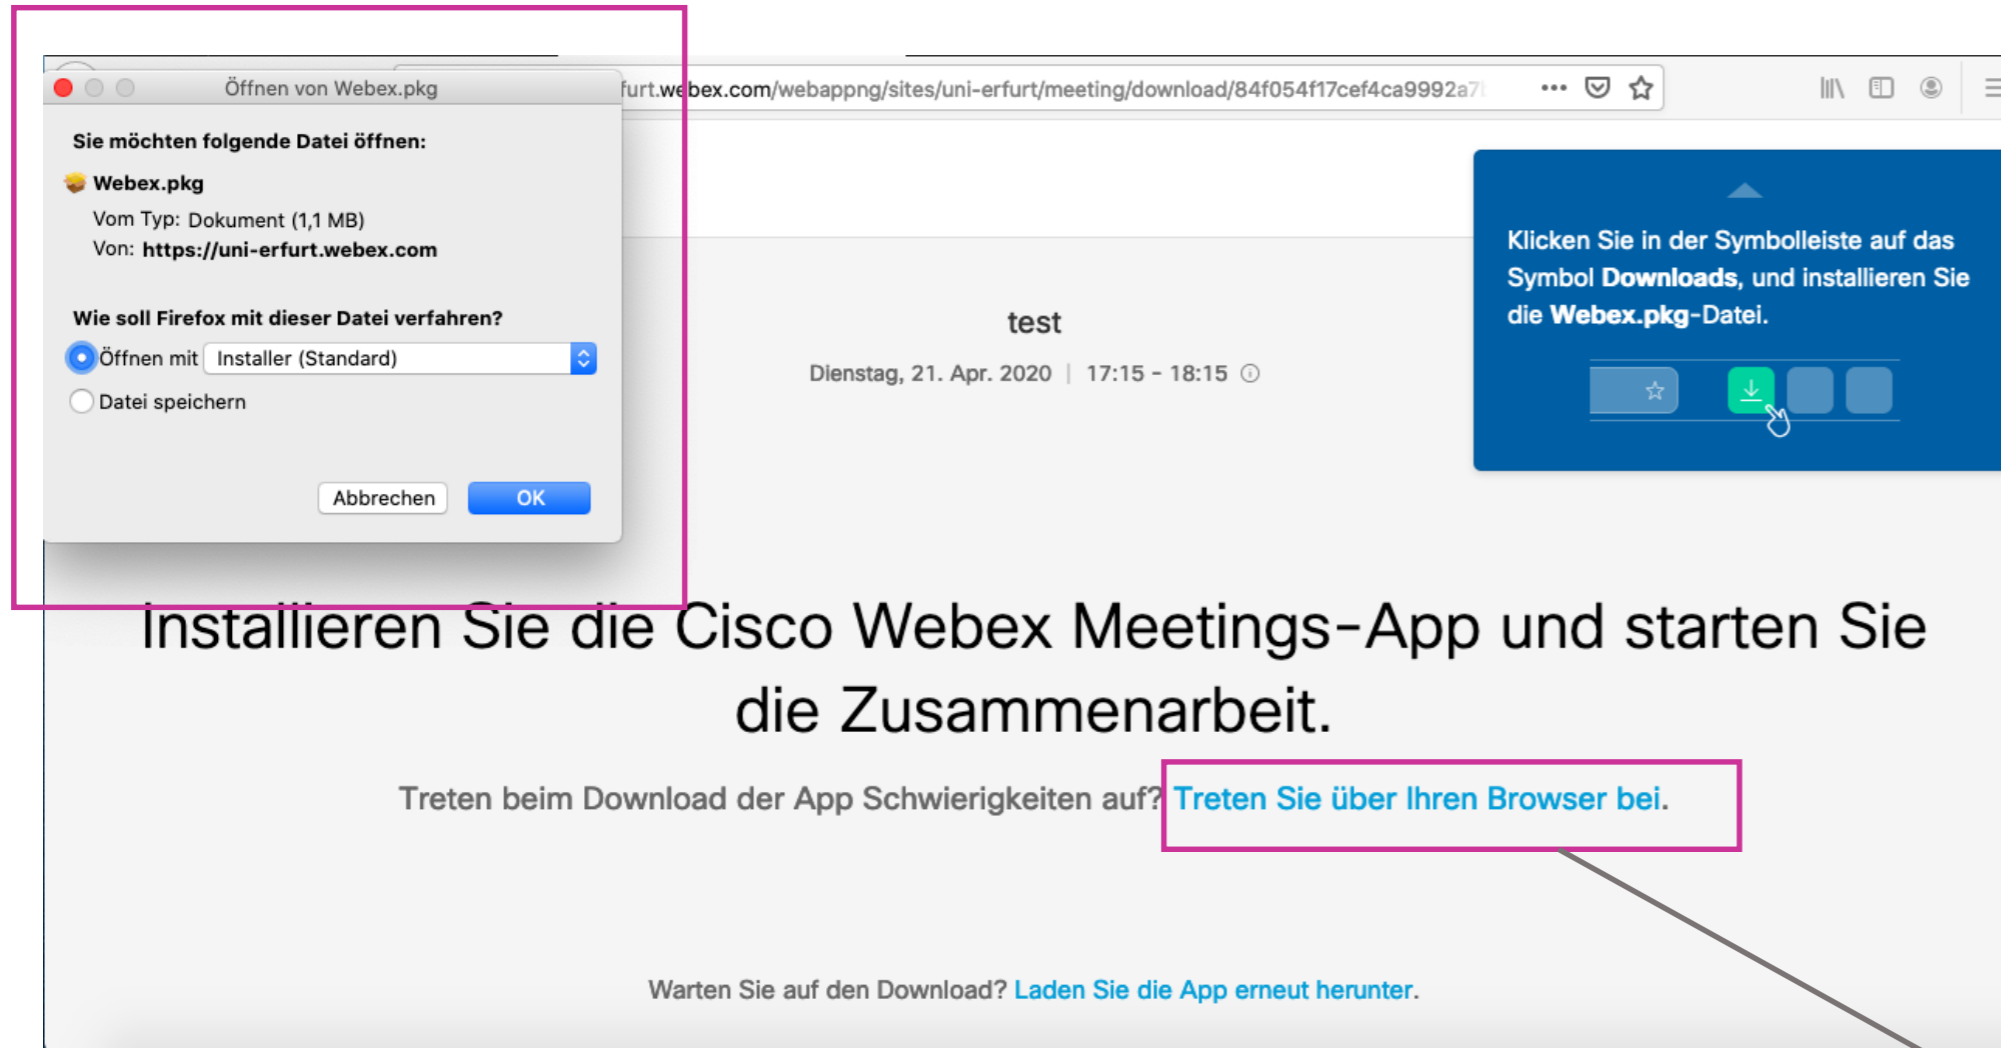 Öffnen von Webex.pkg
furt.webex.com/webappng/sites/uni-erfurt/meeting/download/84f054f17cef4ca9992a7
Sie möchten folgende Datei öffnen:
Webex.pkg
Vom Typ: Dokument (1,1 MB)
Von: https://uni-erfurt.webex.com
Wie soll Firefox mit dieser Datei verfahren?
Öffnen mit Installer (Standard)
Datei speichern
Abbrechen OK
Klicken Sie in der Symbolleiste auf das
Symbol Downloads, und installieren Sie
die Webex.pkg-Datei.
test
Dienstag, 21. Apr. 2020 | 17:15 - 18:15
Installieren Sie die Cisco Webex Meetings-App und starten Sie
die Zusammenarbeit.
Treten beim Download der App Schwierigkeiten auf? Treten Sie über Ihren Browser bei.
Warten Sie auf den Download? Laden Sie die App erneut herunter.